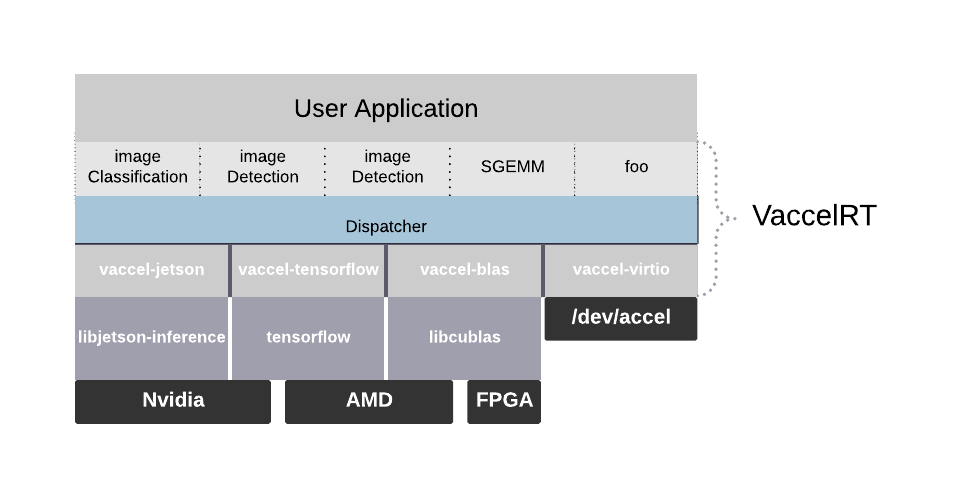 User Application
image
Classification
image
Detection
image
Detection
SGEMM
foo
VaccelRT
Dispatcher
vaccel-jetson
vaccel-tensorflow
vaccel-blas
vaccel-virtio
/dev/accel
libjetson-inference
tensorflow
libcublas
Nvidia
AMD
FPGA